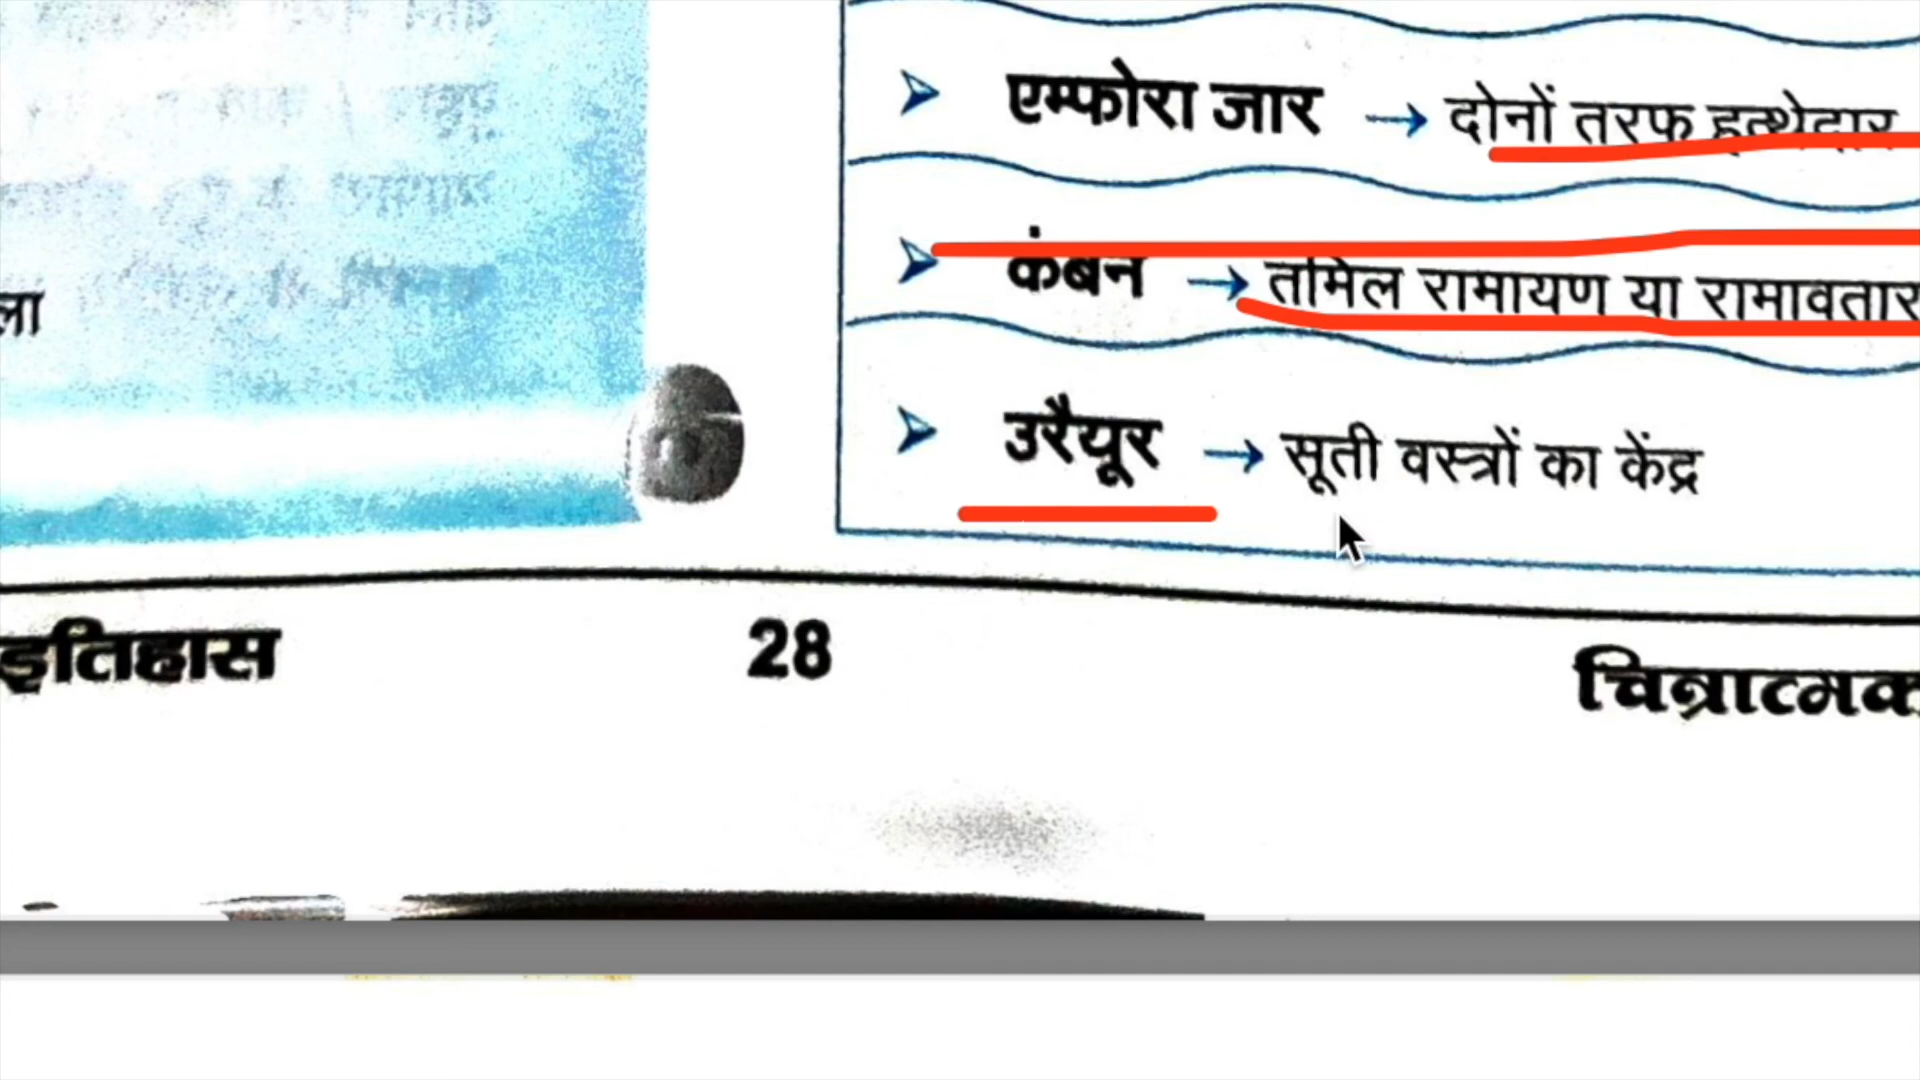 एम्फोरा जार → दोनों तरफ हत्थेदार
कंबन → तमिल रामायण या रामावतार
ला
उरैयूर → सूती वस्त्रों का केंद्र
इतिहास 28 चित्रात्मक